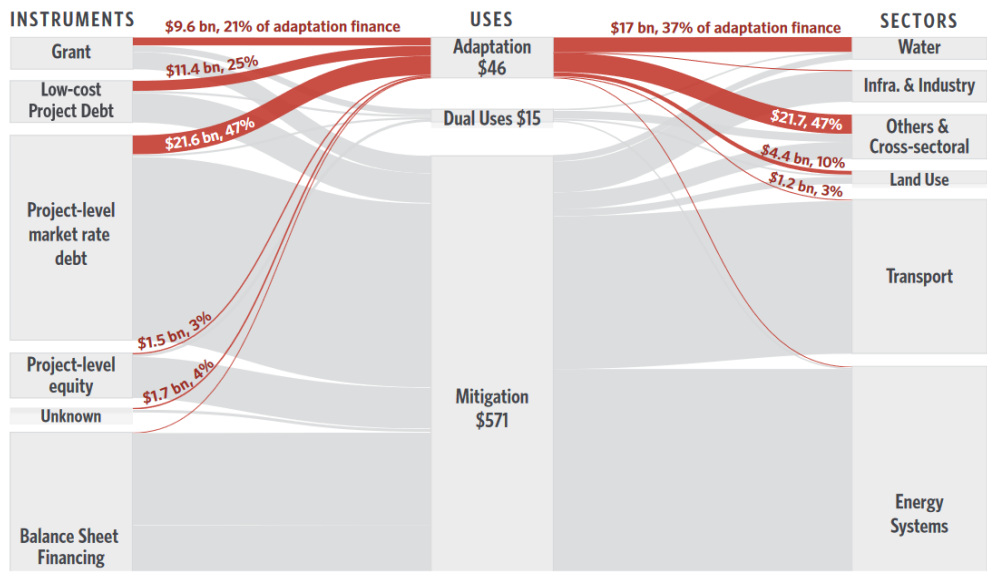 INSTRUMENTS
USES
SECTORS
$9.6 bn, 21% of adaptation finance
$17 bn, 37% of adaptation finance
Grant
Adaptation
$46
Water
$11.4 bn, 25%
Low-cost
Project Debt
Infra. & Industry
Dual Uses $15
$21.6 bn, 47%
$21.7, 47%
Others &
Cross-sectoral
$4.4 bn, 10%
Land Use
$1.2 bn, 3%
Project-level
market rate
debt
Transport
$1.5 bn, 3%
Project-level
equity
$1.7 bn, 4%
Unknown
Mitigation
$571
Energy
Systems
Balance Sheet
Financing